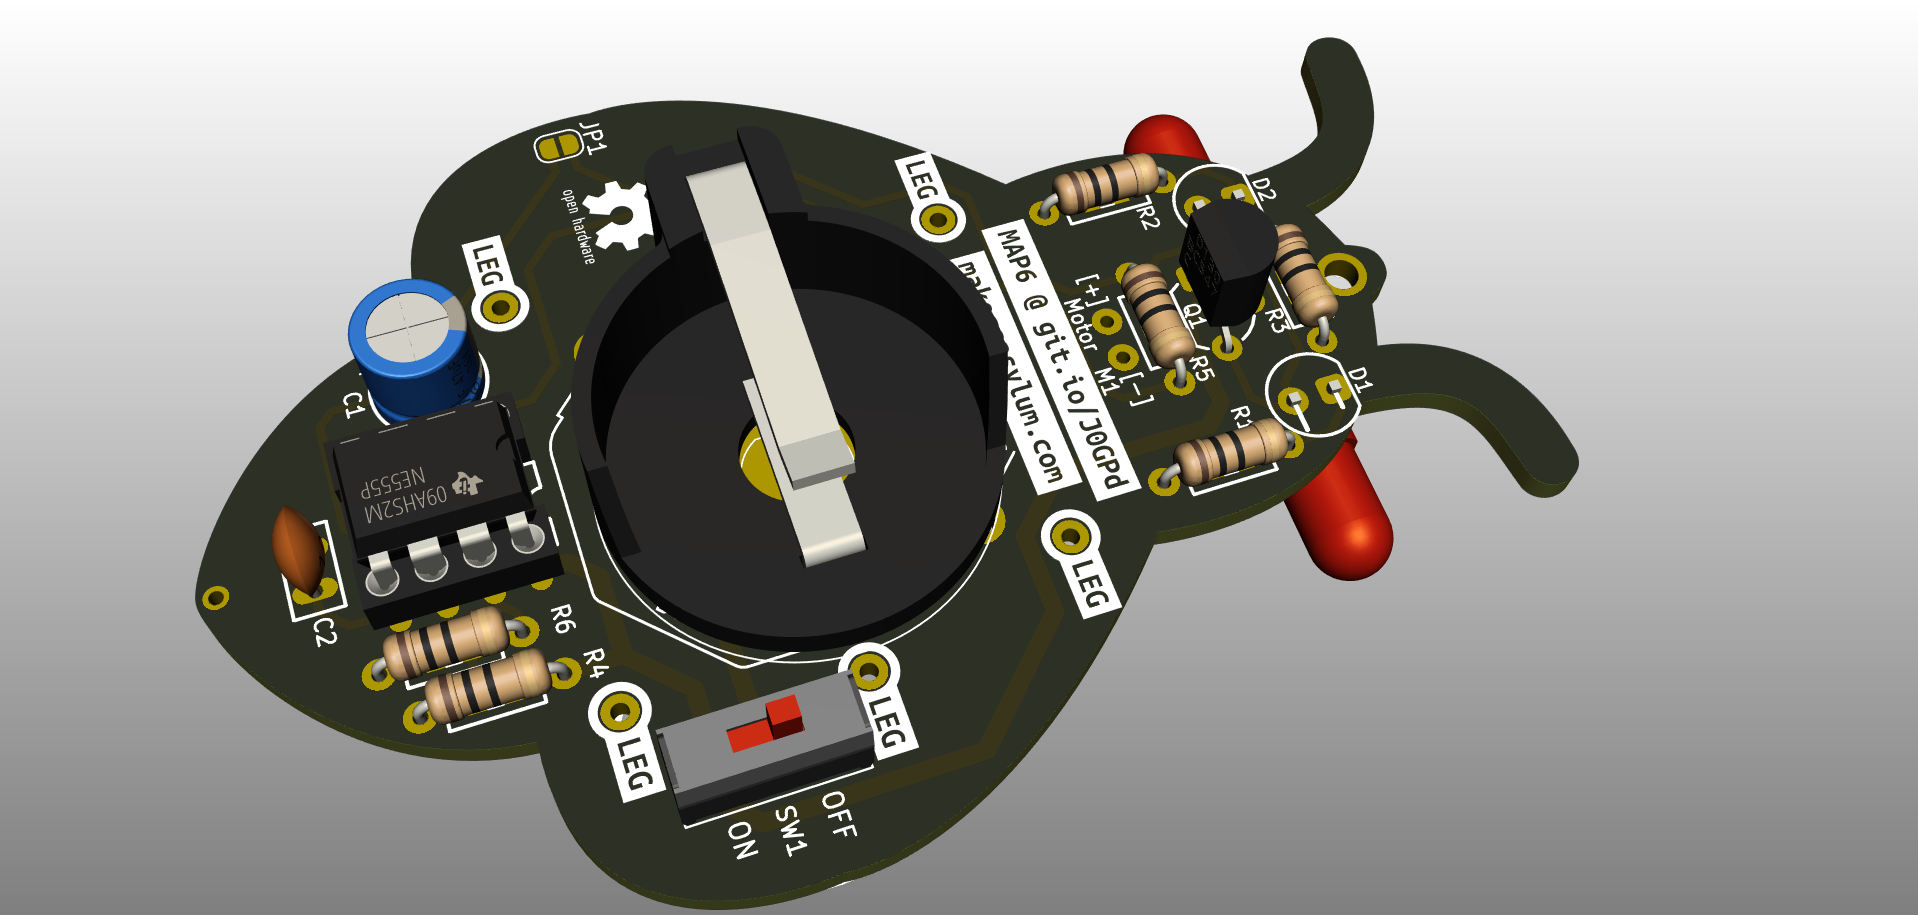 JP1
open hardware
LEG
LEG
D2
R2
MAP6 @ git.io/J0GPd
[+]
Motor
M1
[-]
Q1
R3
R5
D1
R1
C1
NE555P
09AHS2M
C2
R6
R4
LEG
LEG
LEG
OFF
SW1
ON